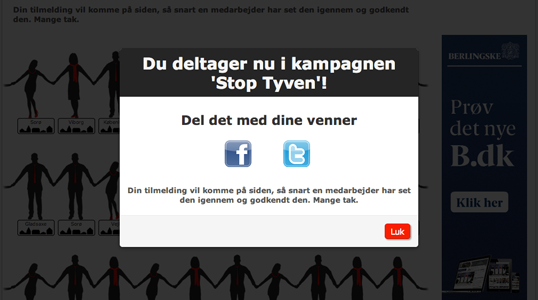 Din tilmelding vil komme på siden, så snart en medarbejder har set den igennem og godkendt
den. Mange tak.
Du deltager nu i kampagnen
'Stop Tyven'!
Del det med dine venner
Din tilmelding vil komme på siden, så snart en medarbejder har set
den igennem og godkendt den. Mange tak.
Luk
BERLINGSKE
Prøv
det nye
B.dk
Klik her